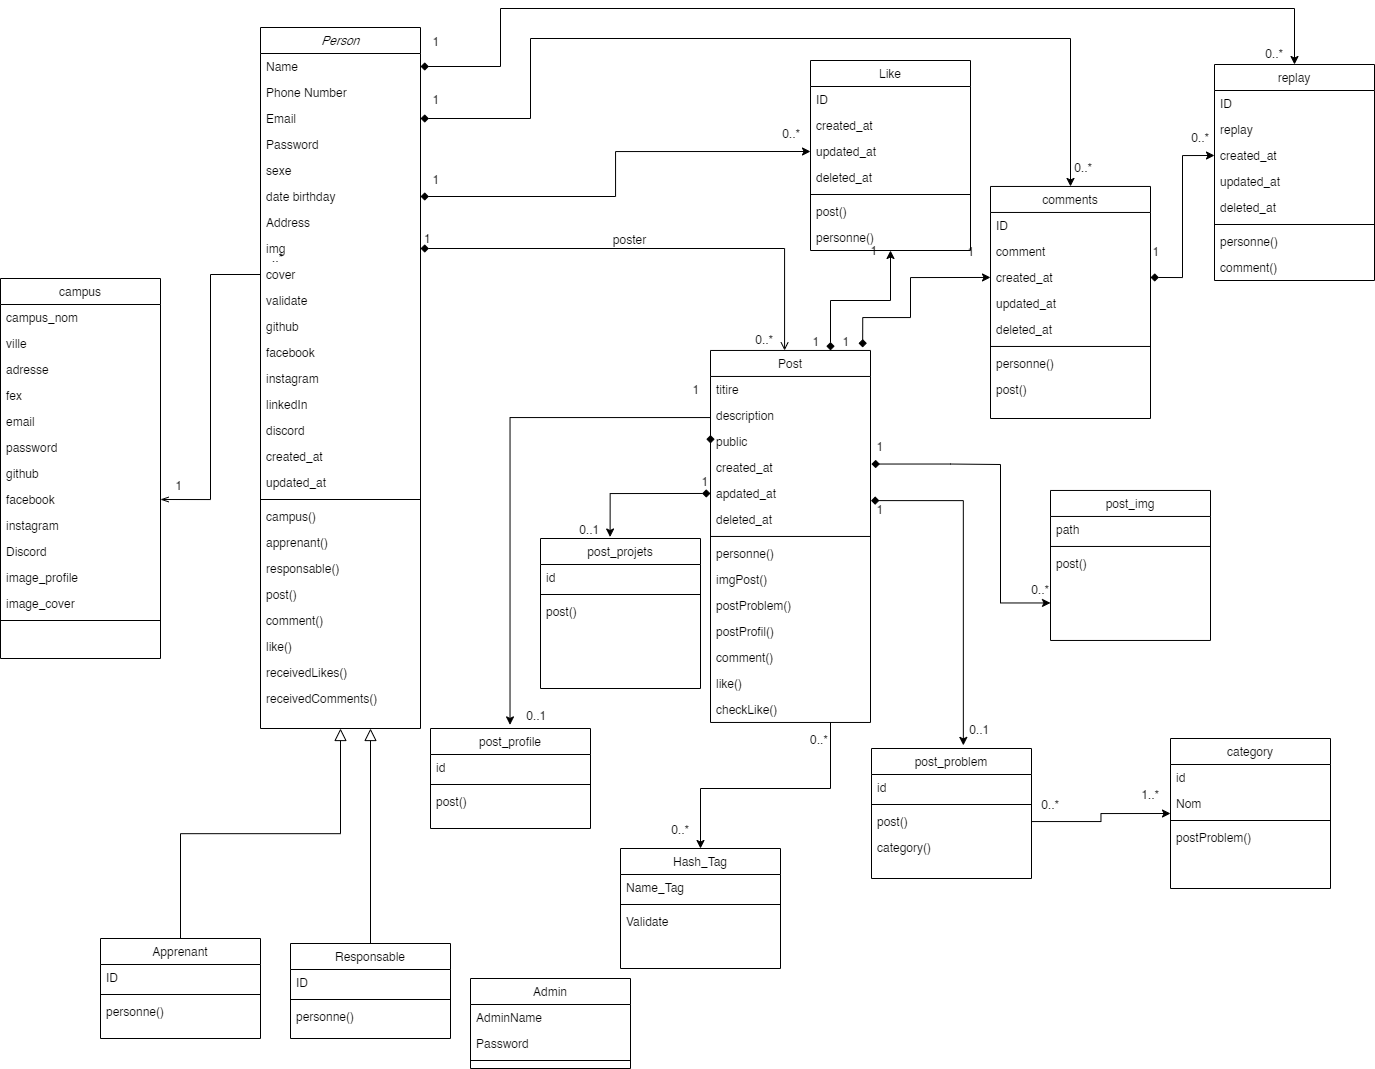 Person
Name
Phone Number
Email
Password
sexe
date birthday
Address
img
cover
validate
github
facebook
instagram
linkedIn
discord
created_at
updated_at
campus()
apprenant()
responsable()
post()
comment()
like()
receivedLikes()
receivedComments()
1
1
1
1
poster
0..*
0..*
0..*
0..*
campus
campus_nom
ville
adresse
fex
email
password
github
facebook
instagram
Discord
image_profile
image_cover
1
Like
ID
created_at
updated_at
deleted_at
post()
personne()
1
1
comments
ID
comment
created_at
updated_at
deleted_at
personne()
post()
1
0..*
replay
ID
replay
created_at
updated_at
deleted_at
personne()
comment()
1
1
Post
titire
description
public
created_at
apdated_at
deleted_at
personne()
imgPost()
postProblem()
postProfil()
comment()
like()
checkLike()
1
1
1
1
0..1
post_projets
id
post()
0..1
post_profile
id
post()
0..*
post_img
path
post()
0..1
post_problem
id
post()
category()
0..*
1..*
category
id
Nom
postProblem()
0..*
0..*
Hash_Tag
Name_Tag
Validate
Apprenant
ID
personne()
Responsable
ID
personne()
Admin
AdminName
Password